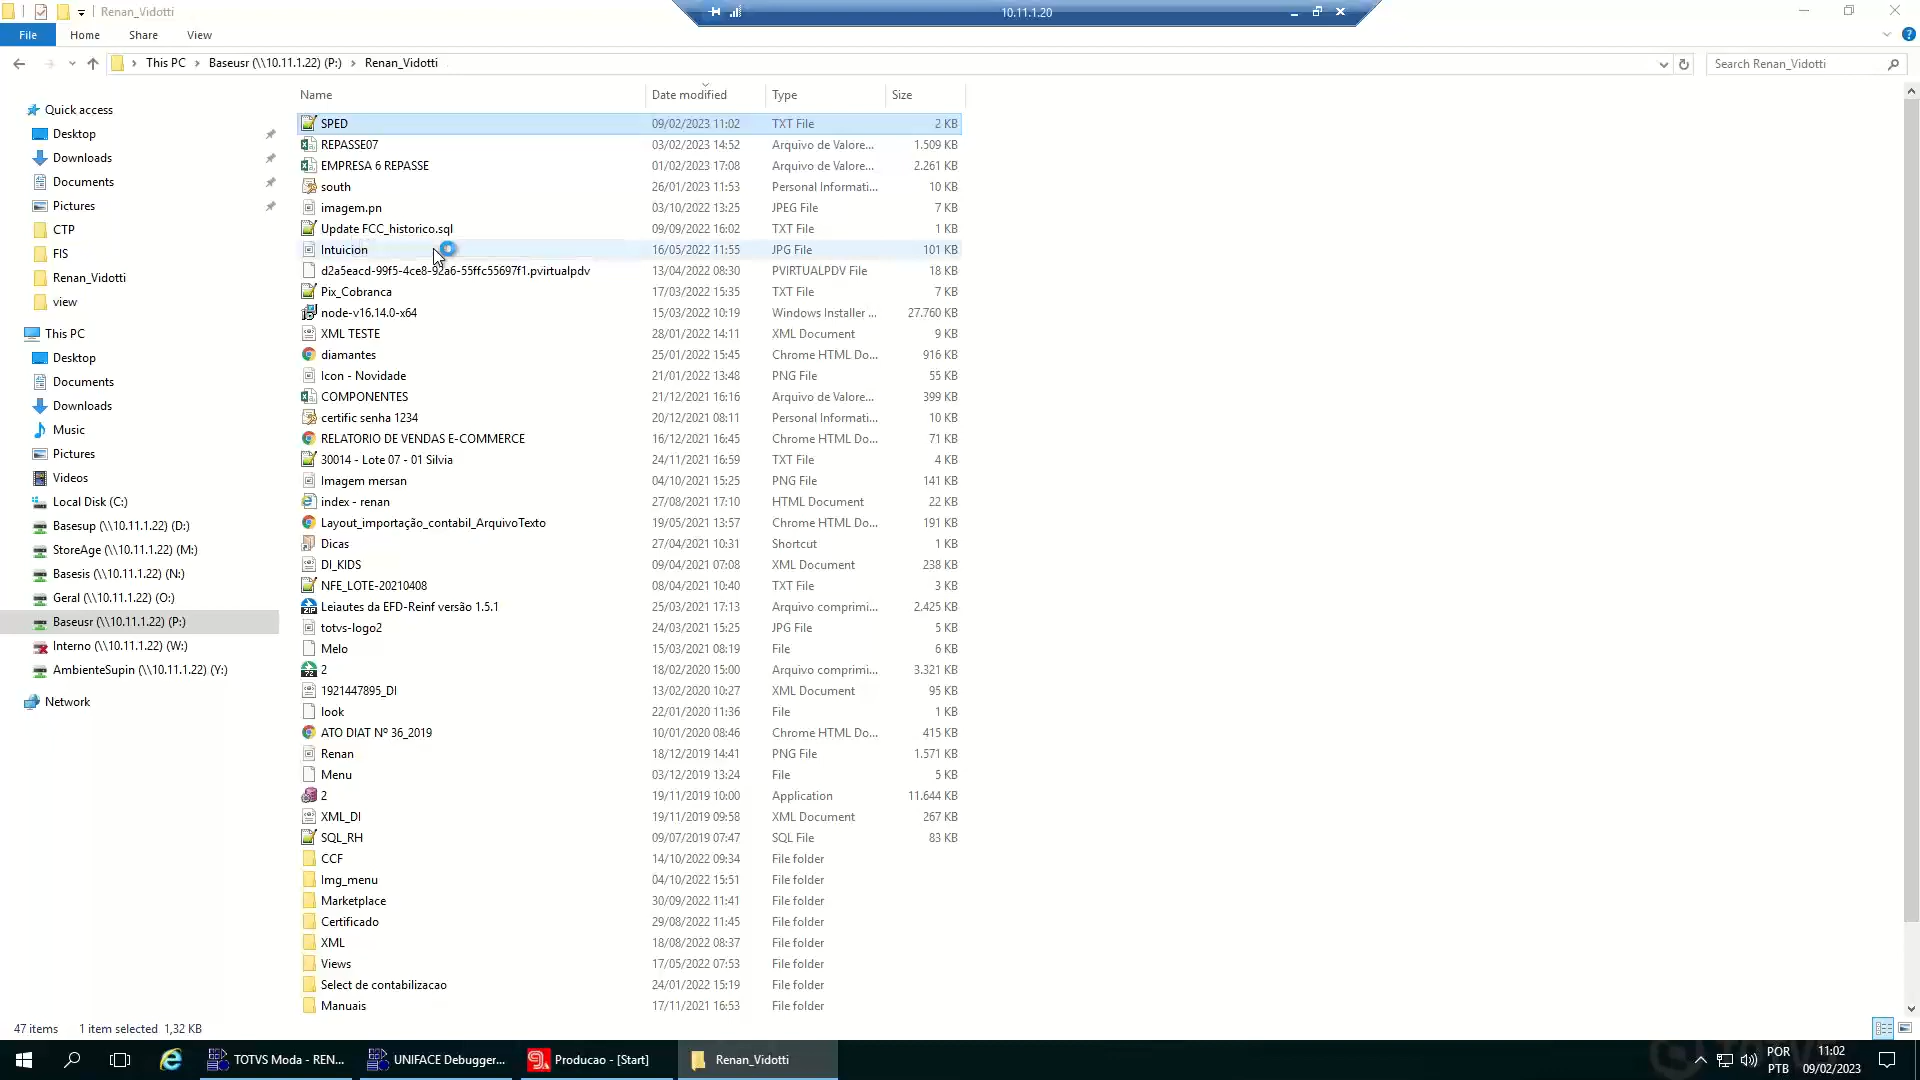 Renan_Vidotti
10.11.1.20
File Home Share View
This PC > Baseusr (\\10.11.1.22) (P:) > Renan_Vidotti
Search Renan_Vidotti
Name Date modified Type Size
SPED 09/02/2023 11:02 TXT File 2 KB
REPASSE07 03/02/2023 14:52 Arquivo de Valore... 1.509 KB
EMPRESA 6 REPASSE 01/02/2023 17:08 Arquivo de Valore... 2.261 KB
south 26/01/2023 11:53 Personal Informati... 10 KB
imagem.pn 03/10/2022 13:25 JPEG File 7 KB
Update FCC_historico.sql 09/09/2022 16:02 TXT File 1 KB
Intuicion 16/05/2022 11:55 JPG File 101 KB
d2a5eacd-99f5-4ce8-92a6-55ffc55697f1.pvirtualpdv 13/04/2022 08:30 PVIRTUALPDV File 18 KB
Pix_Cobranca 17/03/2022 15:35 TXT File 7 KB
node-v16.14.0-x64 15/03/2022 10:19 Windows Installer ... 27.760 KB
XML TESTE 28/01/2022 14:11 XML Document 9 KB
diamantes 25/01/2022 15:45 Chrome HTML Do... 916 KB
Icon - Novidade 21/01/2022 13:48 PNG File 55 KB
COMPONENTES 21/12/2021 16:16 Arquivo de Valore... 399 KB
certific senha 1234 20/12/2021 08:11 Personal Informati... 10 KB
RELATORIO DE VENDAS E-COMMERCE 16/12/2021 16:45 Chrome HTML Do... 71 KB
30014 - Lote 07 - 01 Silvia 24/11/2021 16:59 TXT File 4 KB
Imagem mersan 04/10/2021 15:25 PNG File 141 KB
index - renan 27/08/2021 17:10 HTML Document 22 KB
Layout_importação_contabil_ArquivoTexto 19/05/2021 13:57 Chrome HTML Do... 191 KB
Dicas 27/04/2021 10:31 Shortcut 1 KB
DI_KIDS 09/04/2021 07:08 XML Document 238 KB
NFE_LOTE-20210408 08/04/2021 10:40 TXT File 3 KB
Leiautes da EFD-Reinf versão 1.5.1 25/03/2021 17:13 Arquivo comprimi... 2.425 KB
totvs-logo2 24/03/2021 15:25 JPG File 5 KB
Melo 15/03/2021 08:19 File 6 KB
2 18/02/2020 15:00 Arquivo comprimi... 3.321 KB
1921447895_DI 13/02/2020 10:27 XML Document 95 KB
look 22/01/2020 11:36 File 1 KB
ATO DIAT Nº 36_2019 10/01/2020 08:46 Chrome HTML Do... 415 KB
Renan 18/12/2019 14:41 PNG File 1.571 KB
Menu 03/12/2019 13:24 File 5 KB
2 19/11/2019 10:00 Application 11.644 KB
XML_DI 19/11/2019 09:58 XML Document 267 KB
SQL_RH 09/07/2019 07:47 SQL File 83 KB
CCF 14/10/2022 09:34 File folder
Img_menu 04/10/2022 15:51 File folder
Marketplace 30/09/2022 11:41 File folder
Certificado 29/08/2022 11:45 File folder
XML 18/08/2022 08:37 File folder
Views 17/05/2022 07:53 File folder
Select de contabilizacao 24/01/2022 15:19 File folder
Manuais 17/11/2021 16:53 File folder
Quick access
Desktop
Downloads
Documents
Pictures
CTP
FIS
Renan_Vidotti
view
This PC
Desktop
Documents
Downloads
Music
Pictures
Videos
Local Disk (C:)
Basesup (\\10.11.1.22) (D:)
StoreAge (\\10.11.1.22) (M:)
Basesis (\\10.11.1.22) (N:)
Geral (\\10.11.1.22) (O:)
Baseusr (\\10.11.1.22) (P:)
Interno (\\10.11.1.22) (W:)
AmbienteSupin (\\10.11.1.22) (Y:)
Network
47 items 1 item selected 1,32 KB
TOTVS Moda - REN... UNIFACE Debugger... Producao - [Start] Renan_Vidotti
POR 11:02
PTB 09/02/2023